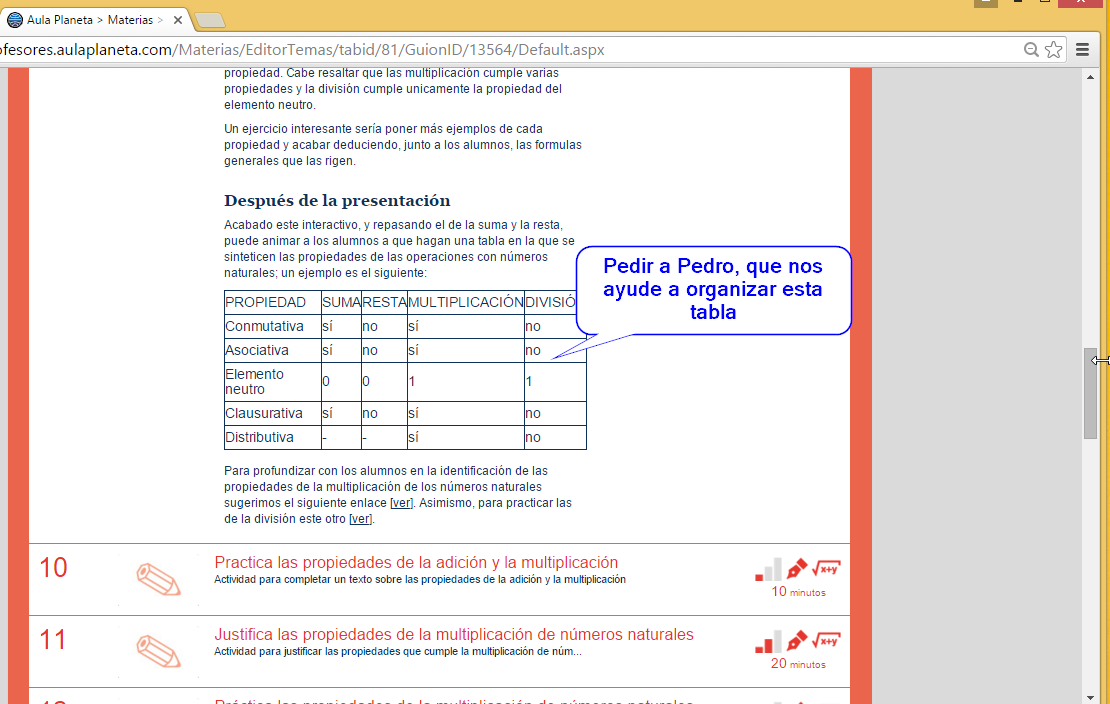 Aula Planeta > Materias >
ofesores.aulaplaneta.com/Materias/EditorTemas/tabid/81/GuionID/13564/Default.aspx
propiedad. Cabe resaltar que las multiplicación cumple varias
propiedades y la división cumple unicamente la propiedad del
elemento neutro.
Un ejercicio interesante sería poner más ejemplos de cada
propiedad y acabar deduciendo, junto a los alumnos, las formulas
generales que las rigen.
Después de la presentación
Acabado este interactivo, y repasando el de la suma y la resta,
puede animar a los alumnos a que hagan una tabla en la que se
sinteticen las propiedades de las operaciones con números
naturales; un ejemplo es el siguiente:
Pedir a Pedro, que nos
ayude a organizar esta
tabla
PROPIEDAD SUMA RESTA MULTIPLICACIÓN DIVISIÓ
Conmutativa sí no sí no
Asociativa sí no sí no
Elemento
neutro 0 0 1 1
Clausurativa sí no sí no
Distributiva - - sí no
Para profundizar con los alumnos en la identificación de las
propiedades de la multiplicación de los números naturales
sugerimos el siguiente enlace [ver]. Asimismo, para practicar las
de la división este otro [ver].
10 Practica las propiedades de la adición y la multiplicación
Actividad para completar un texto sobre las propiedades de la adición y la multiplicación
√x+y
10 minutos
11 Justifica las propiedades de la multiplicación de números naturales
Actividad para justificar las propiedades que cumple la multiplicación de núm...
√x+y
20 minutos